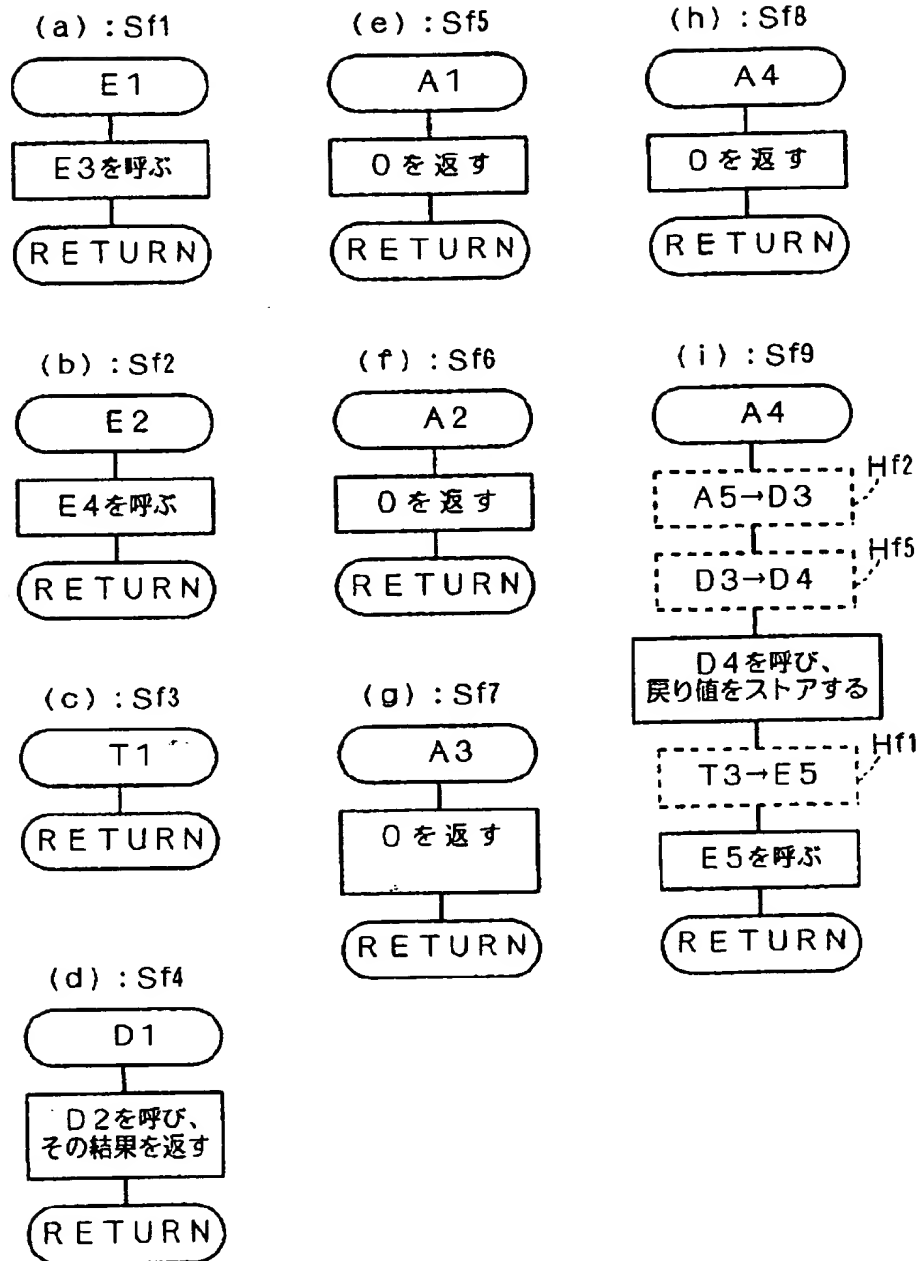 (a) : Sf1
E1
E3を呼ぶ
RETURN
(b) : Sf2
E2
E4を呼ぶ
RETURN
(c) : Sf3
T1
RETURN
(d) : Sf4
D1
D2を呼び、
その結果を返す
RETURN
(e) : Sf5
A1
0を返す
RETURN
(f) : Sf6
A2
0を返す
RETURN
(g) : Sf7
A3
0を返す
RETURN
(h) : Sf8
A4
0を返す
RETURN
(i) : Sf9
A4
Hf2
A5→D3
Hf5
D3→D4
D4を呼び、
戻り値をストアする
Hf1
T3→E5
E5を呼ぶ
RETURN